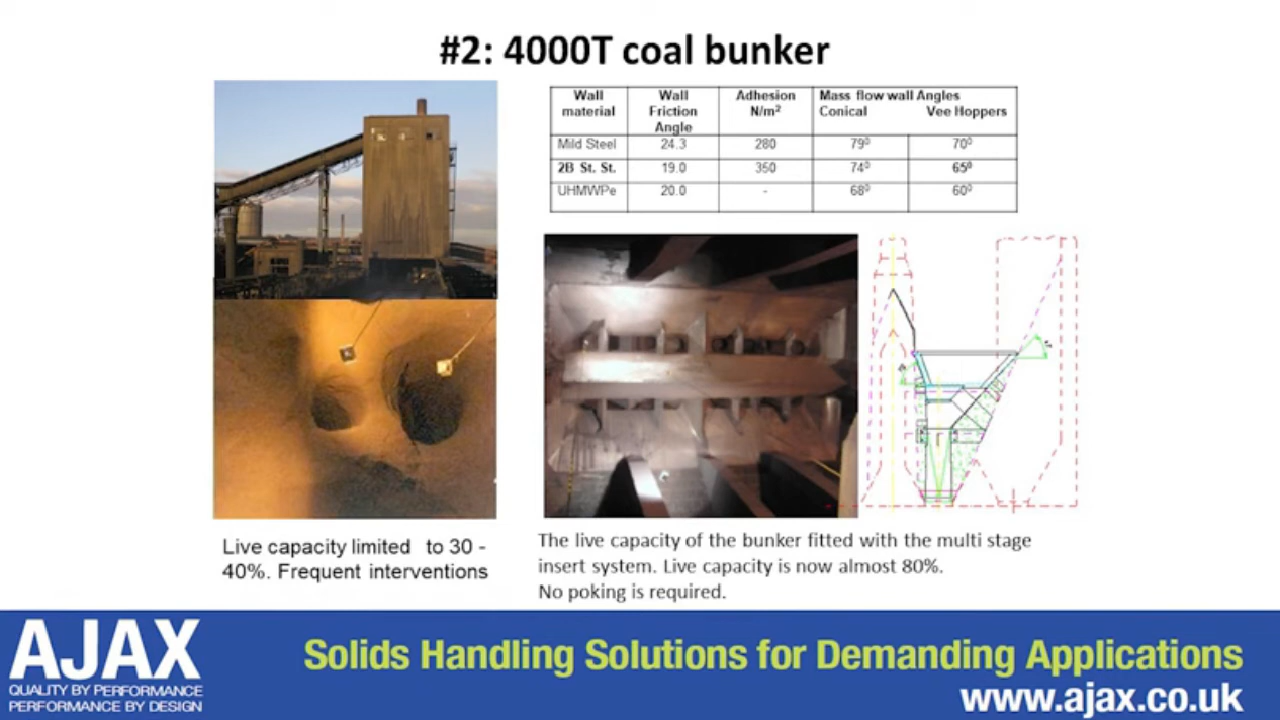 #2: 4000T coal bunker
Wall material Wall Friction Angle Adhesion N/m² Mass flow wall Angles Conical Vee Hoppers
Mild Steel 24.3 280 79⁰ 70⁰
2B St. St. 19.0 350 74⁰ 65⁰
UHMWPe 20.0 - 68⁰ 60⁰
Live capacity limited to 30 -
40%. Frequent interventions
The live capacity of the bunker fitted with the multi stage
insert system. Live capacity is now almost 80%.
No poking is required.
AJAX
QUALITY BY PERFORMANCE
PERFORMANCE BY DESIGN
Solids Handling Solutions for Demanding Applications
www.ajax.co.uk